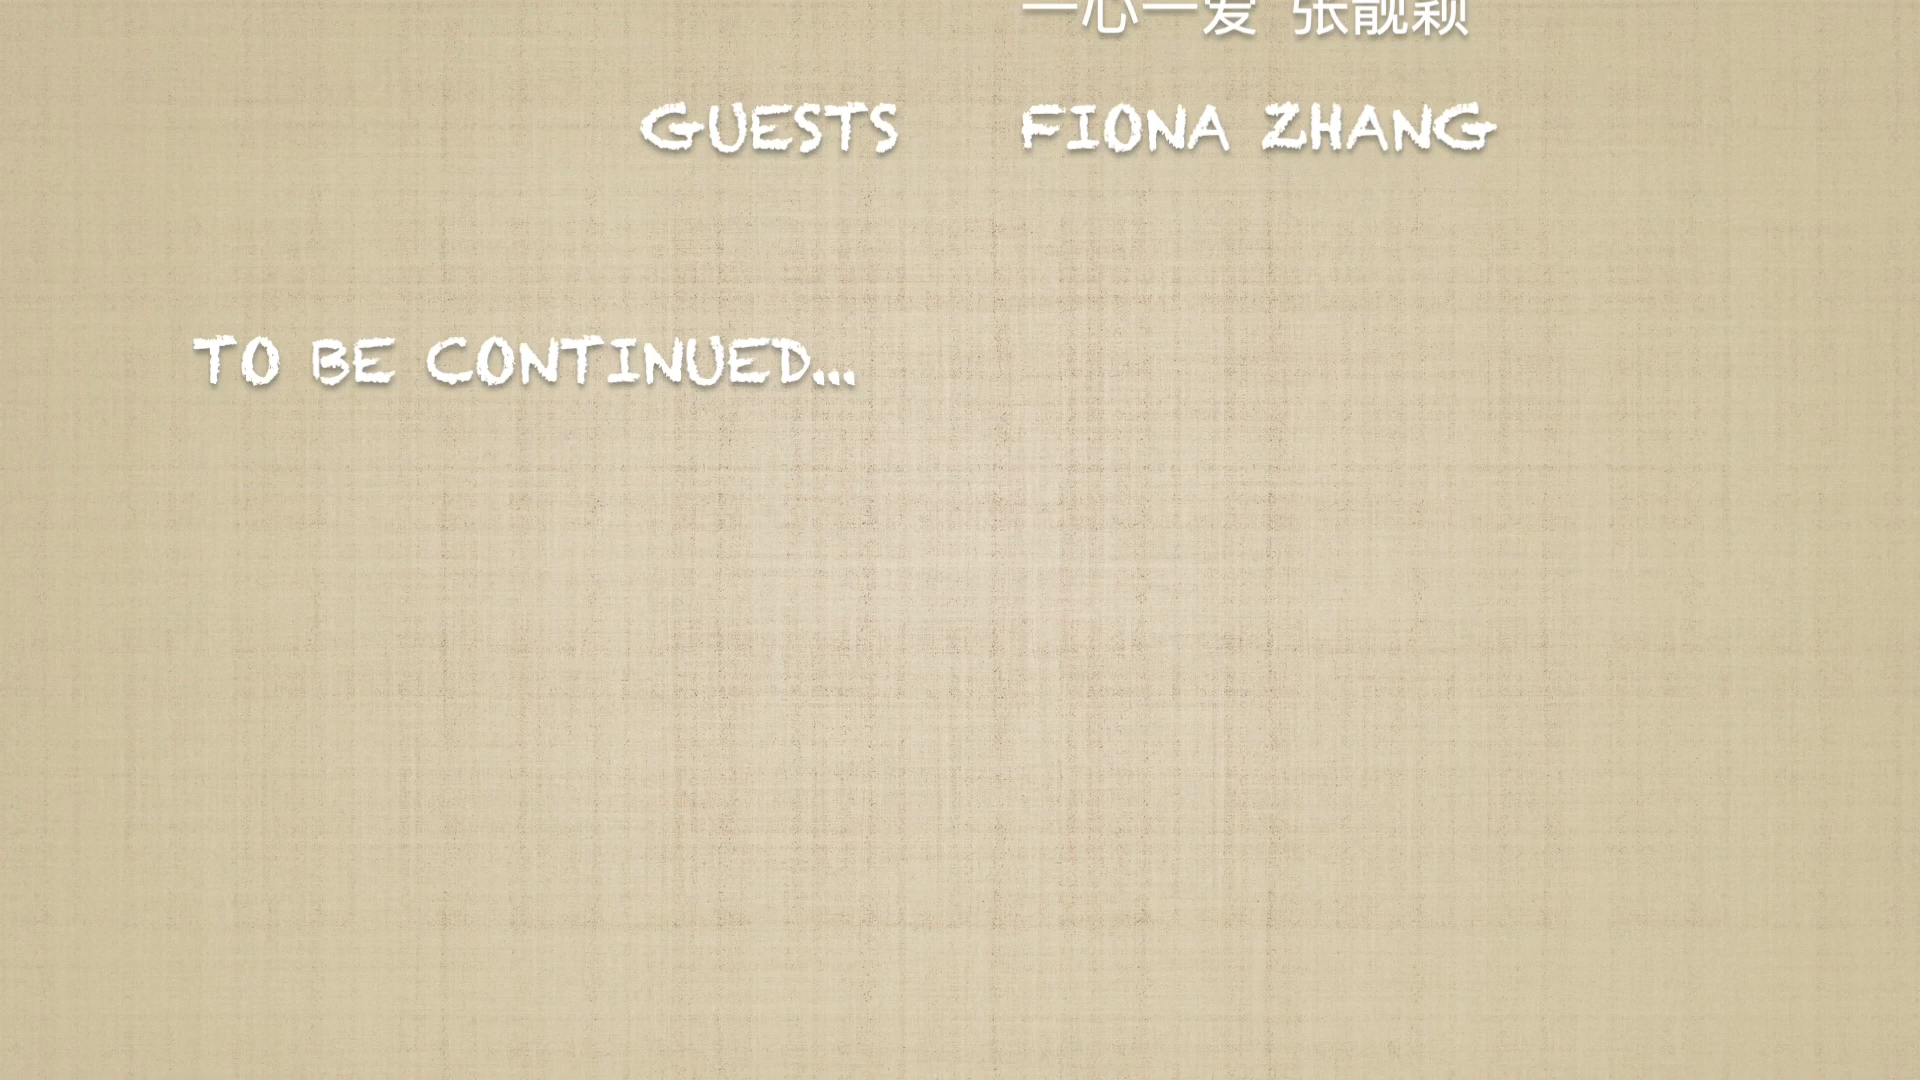 一心一爱 张靓颖
GUESTS FIONA ZHANG
TO BE CONTINUED...